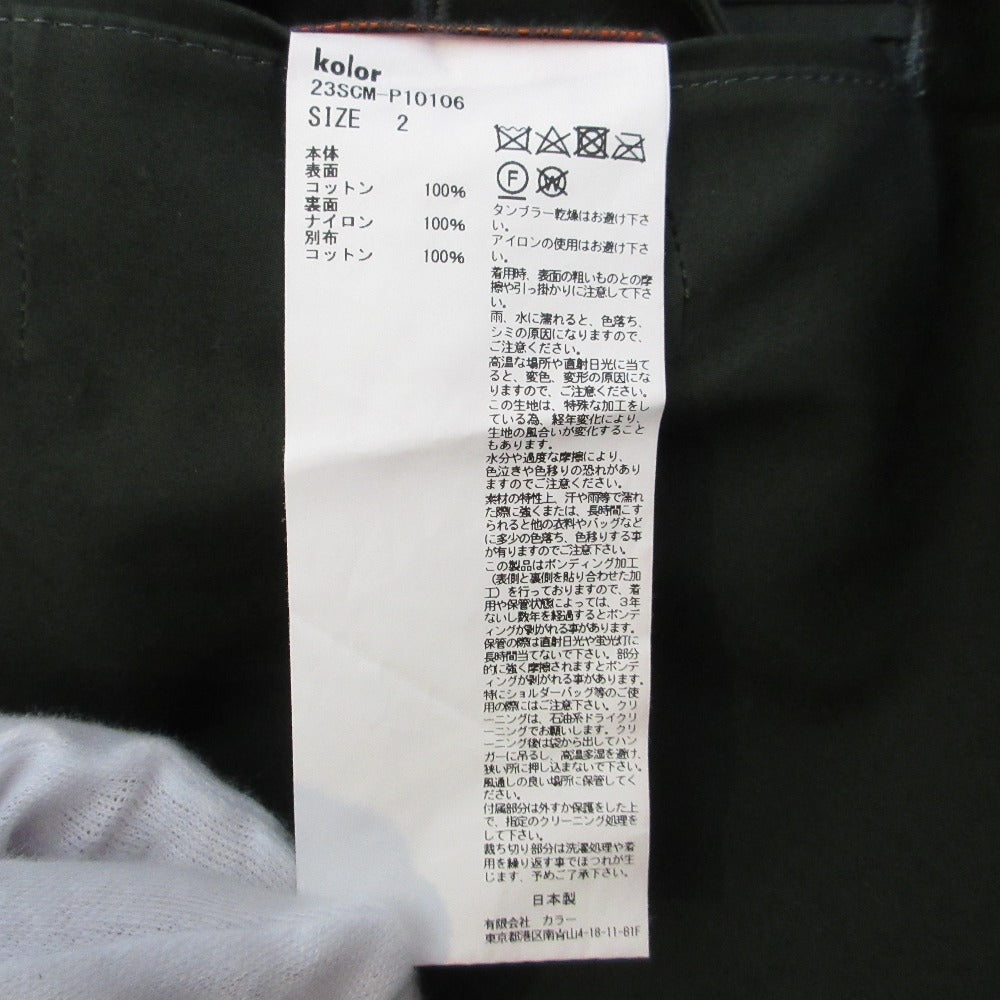 kolor
23SCM-P10106
SIZE 2
本体
表面
コットン 100%
裏面
ナイロン 100%
別布
コットン 100%
F
W
タンブラー乾燥はお避け下さ
い。
アイロンの使用はお避け下さ
い。
着用時、表面の粗いものとの摩
擦や引っ掛かりに注意して下さ
い。
雨、水に濡れると、色落ち、
シミの原因になりますので、
ご注意ください。
高温な場所や直射日光に当て
ると、変色、変形の原因にな
りますので、ご注意ください。
この生地は、特殊な加工をし
ている為、経年変化により、
生地の風合いが変化すること
もあります。
水分や過度な摩擦により、
色泣きや色移りの恐れがあり
ますのでご注意ください。
素材の特性上、汗や雨等で濡れ
た際に強くまたは、長時間こす
られると他の衣料やバッグなど
に多少の色落ち、色移りする事
が有りますのでご注意下さい。
この製品はボンディング加工
（表側と裏側を貼り合わせた加
工）を行っておりますので、着
用や保管状態によっては、3年
ないし数年を経過するとボンデ
ィングが剥がれる事があります。
保管の際は直射日光や蛍光灯に
長時間当てないで下さい。部分
的に強く摩擦されますとボンデ
ィングが剥がれる事があります。
特にショルダーバッグ等のご使
用の際にはご注意下さい。クリ
ーニングは、石油系ドライクリ
ーニングでお願いします。クリ
ーニング後は袋から出してハン
ガーに吊るし、高温多湿を避け、
狭い所に押し込まないで下さい。
風通しの良い場所に保管してく
ださい。
付属部分は外すか保護をした上
で、指定のクリーニング処理を
して下さい。
裁ち切り部分は洗濯処理や着
用を繰り返す事でほつれが生
じます、予めご了承下さい。
日本製
有限会社 カラー
東京都港区南青山4-18-11-B1F